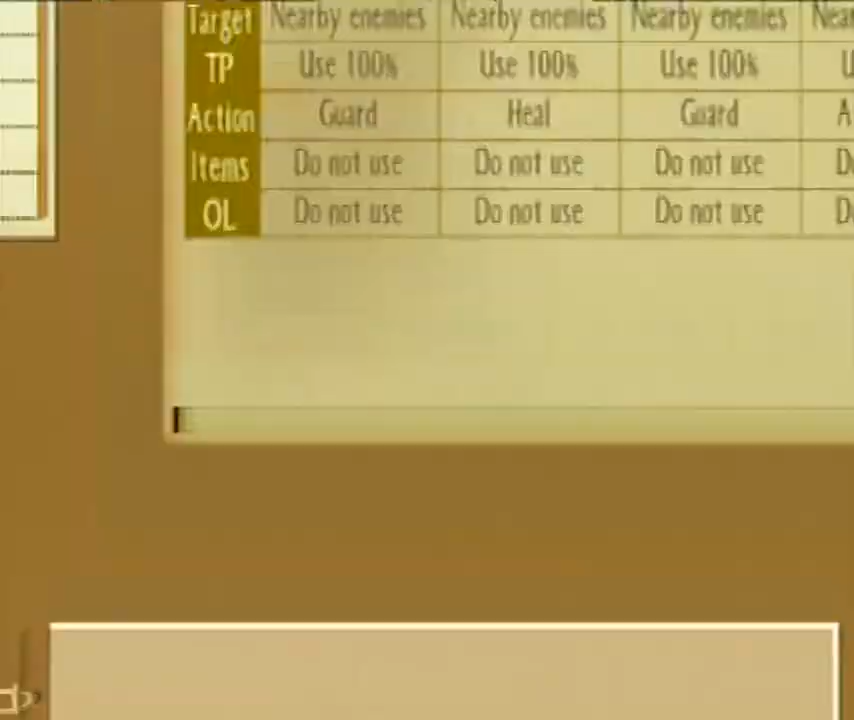 Target Nearby enemies Nearby enemies Nearby enemies
TP Use 100% Use 100% Use 100%
Action Guard Heal Guard
Items Do not use Do not use Do not use
OL Do not use Do not use Do not use